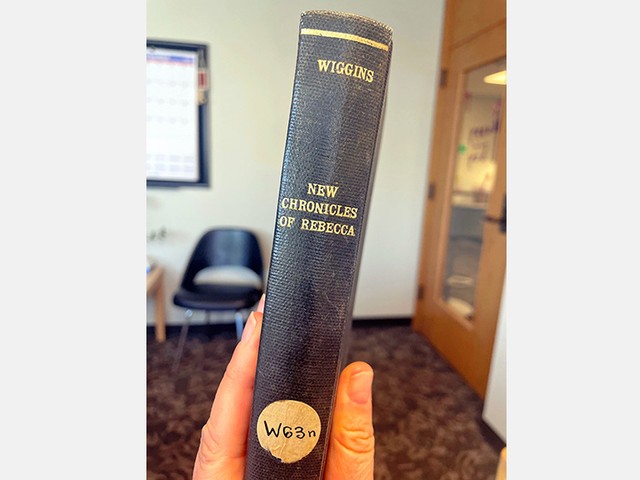 WIGGINS
NEW
CHRONICLES
OF REBECCA
W63n